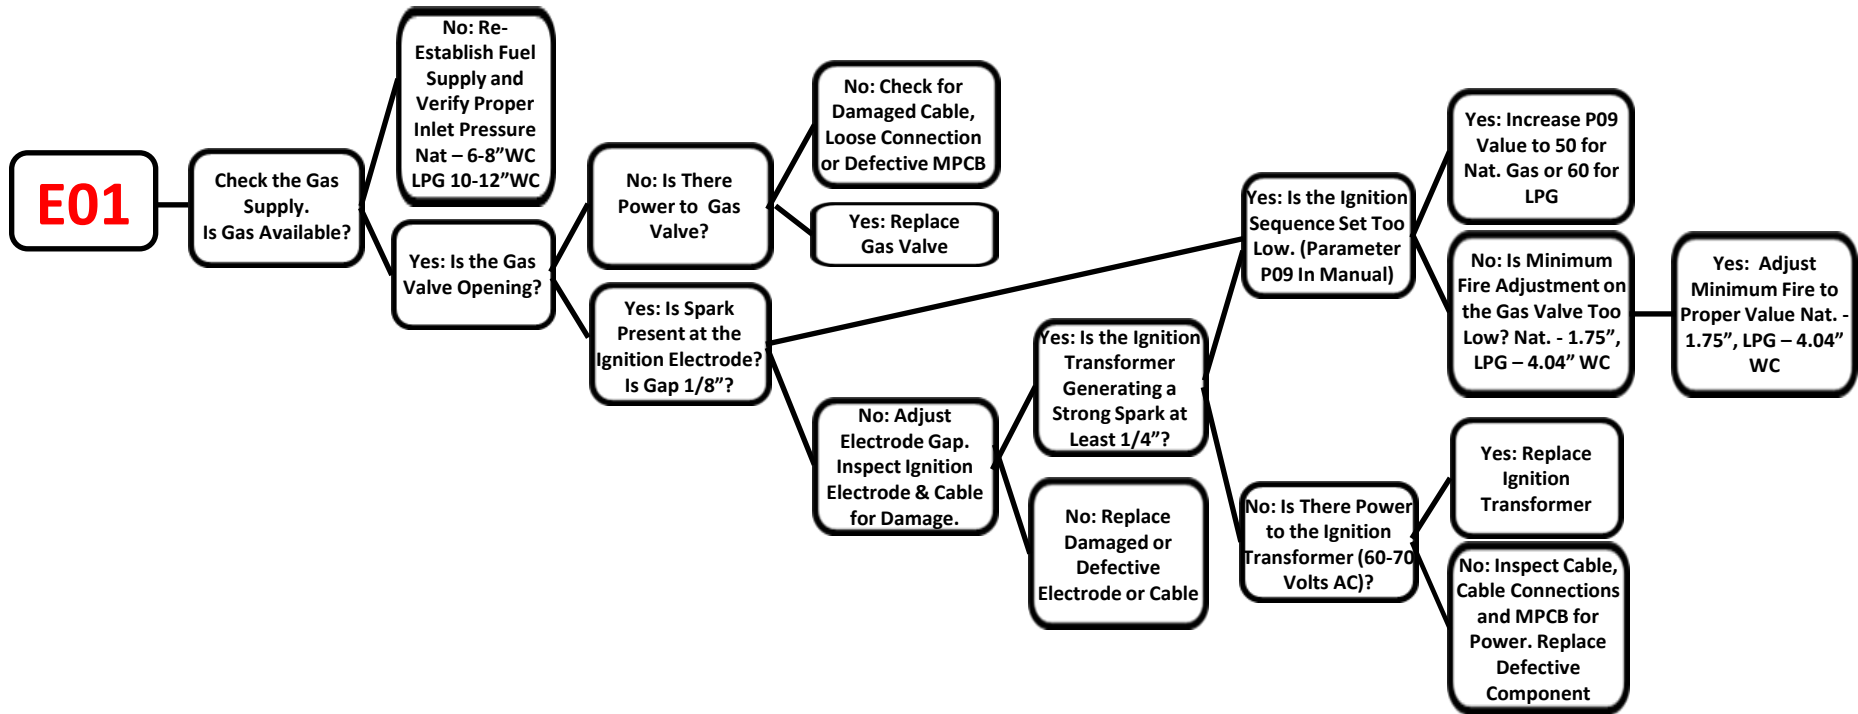 E01
Check the Gas
Supply.
Is Gas Available?
No: Re-
Establish Fuel
Supply and
Verify Proper
Inlet Pressure
Nat – 6-8”WC
LPG 10-12”WC
Yes: Is the Gas
Valve Opening?
No: Is There
Power to Gas
Valve?
Yes: Is Spark
Present at the
Ignition Electrode?
Is Gap 1/8”?
No: Check for
Damaged Cable,
Loose Connection
or Defective MPCB
Yes: Replace
Gas Valve
No: Adjust
Electrode Gap.
Inspect Ignition
Electrode & Cable
for Damage.
Yes: Is the Ignition
Transformer
Generating a
Strong Spark at
Least 1/4”?
No: Replace
Damaged or
Defective
Electrode or Cable
Yes: Is the Ignition
Sequence Set Too
Low. (Parameter
P09 In Manual)
No: Is There Power
to the Ignition
Transformer (60-70
Volts AC)?
Yes: Increase P09
Value to 50 for
Nat. Gas or 60 for
LPG
No: Is Minimum
Fire Adjustment on
the Gas Valve Too
Low? Nat. - 1.75”,
LPG – 4.04” WC
Yes: Adjust
Minimum Fire to
Proper Value Nat. -
1.75”, LPG – 4.04”
WC
Yes: Replace
Ignition
Transformer
No: Inspect Cable,
Cable Connections
and MPCB for
Power. Replace
Defective
Component